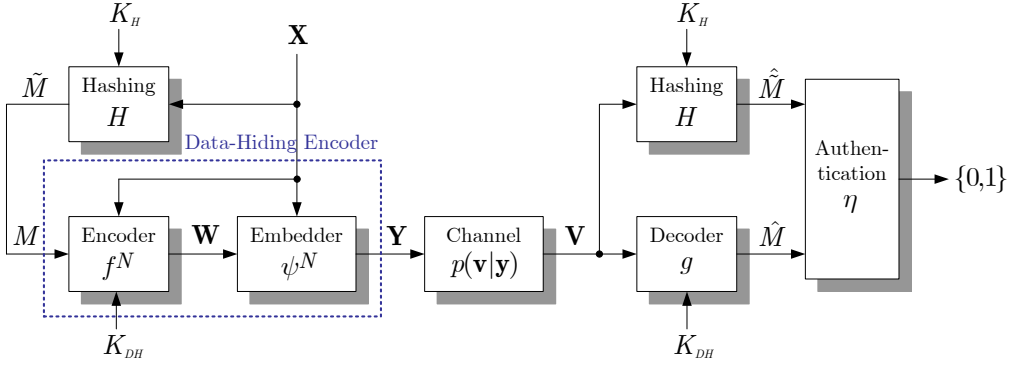 K_H
X
K_H
M̃
Hashing
H
Hashing
H
M̃̂
Data-Hiding Encoder
Authen-
tication
η
{0,1}
M
Encoder
f^N
W
Embedder
ψ^N
Y
Channel
p(v|y)
V
Decoder
g
M̂
K_DH
K_DH